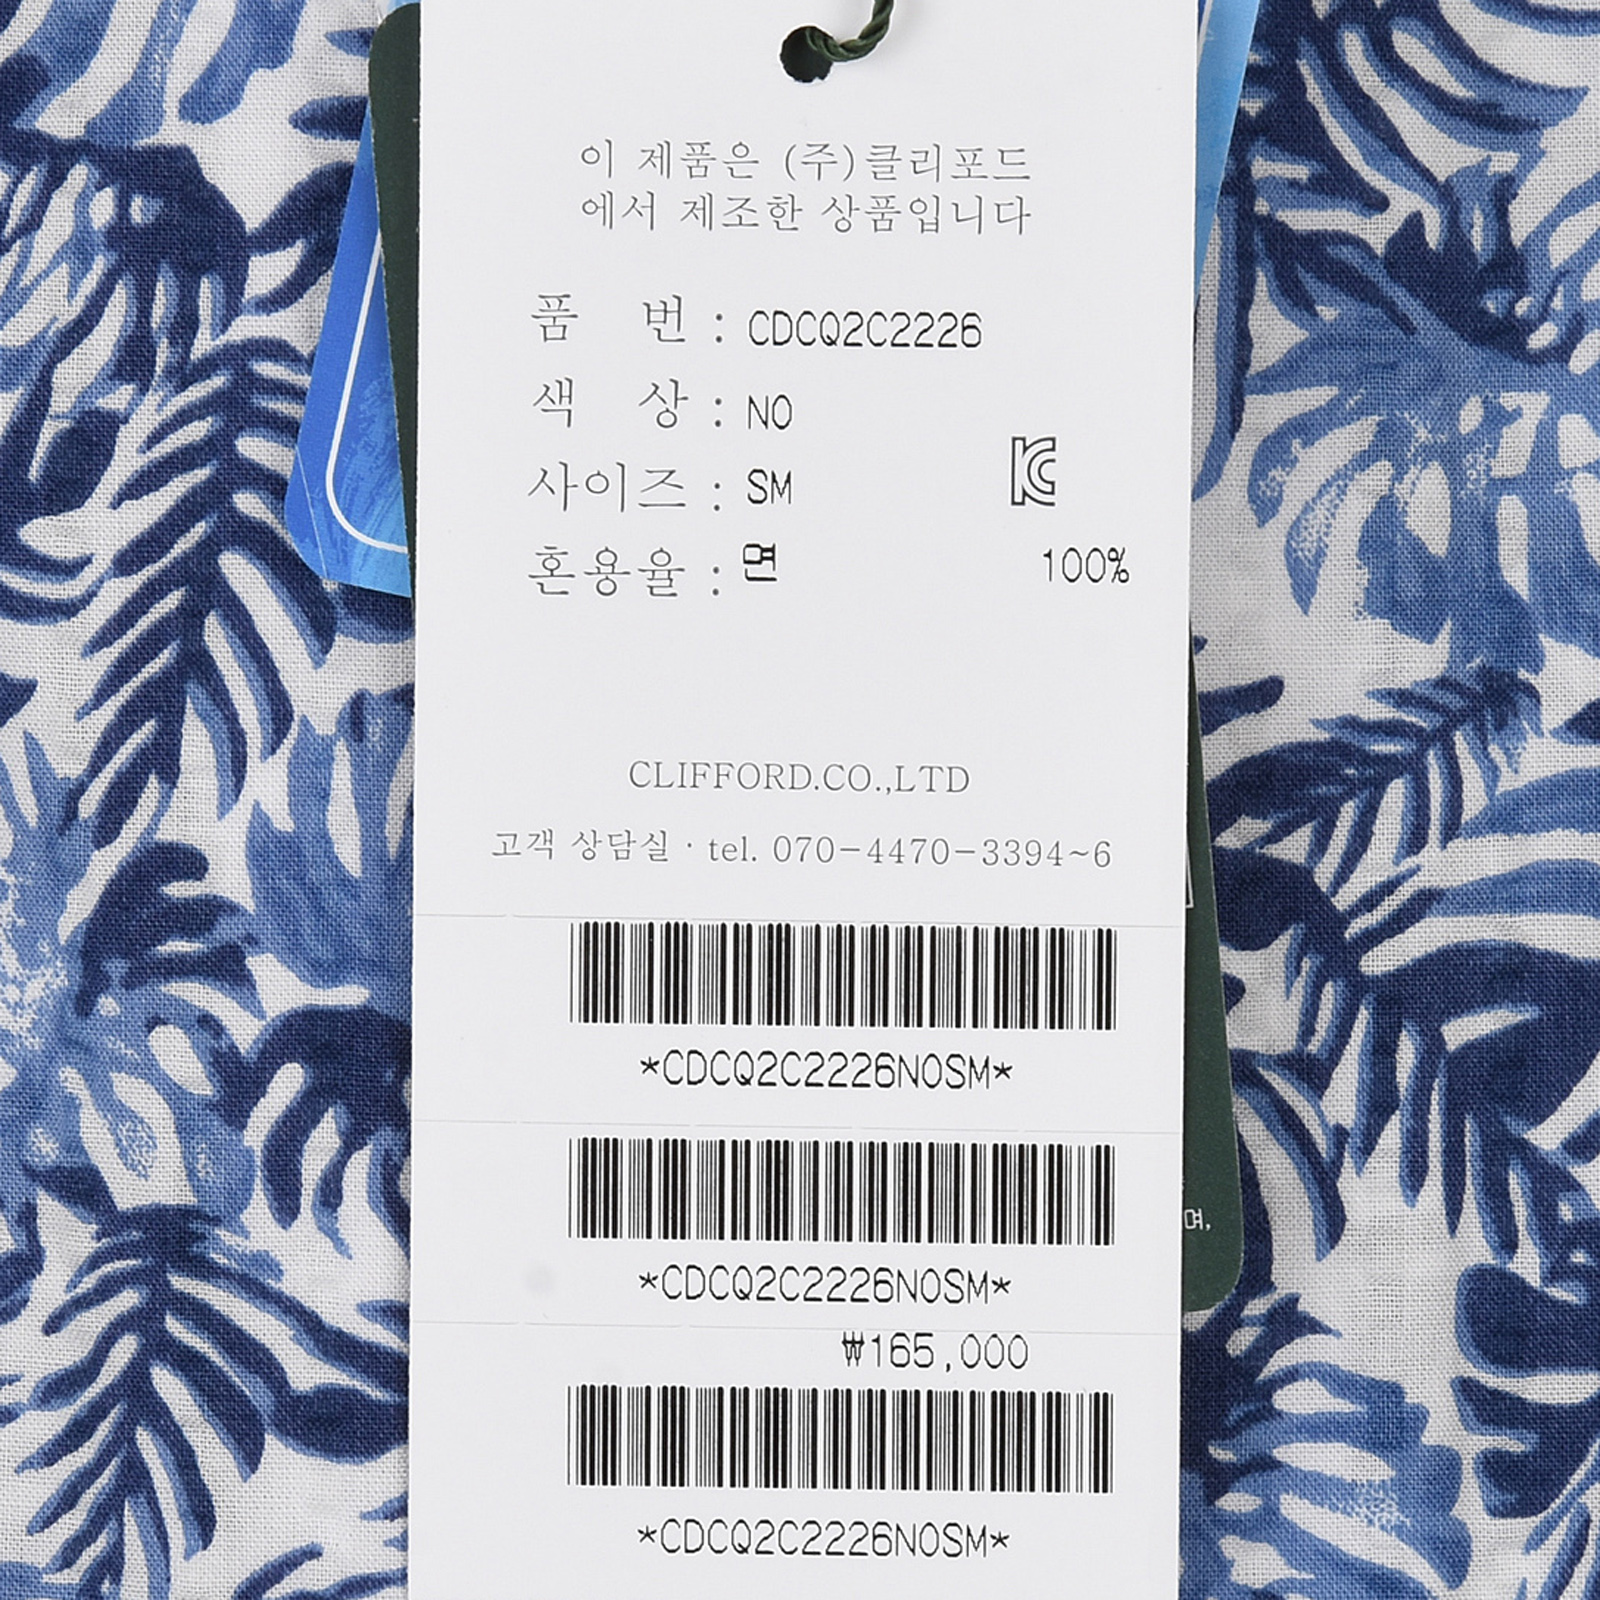 이 제품은 (주)클리포드
에서 제조한 상품입니다
품 번 : CDCQ2C2226
색 상 : NO
사이즈 : SM
혼용율 : 면 100%
CLIFFORD.CO.,LTD
고객 상담실 · tel. 070-4470-3394~6
*CDCQ2C2226NOSM*
*CDCQ2C2226NOSM*
₩165,000
*CDCQ2C2226NOSM*
며,